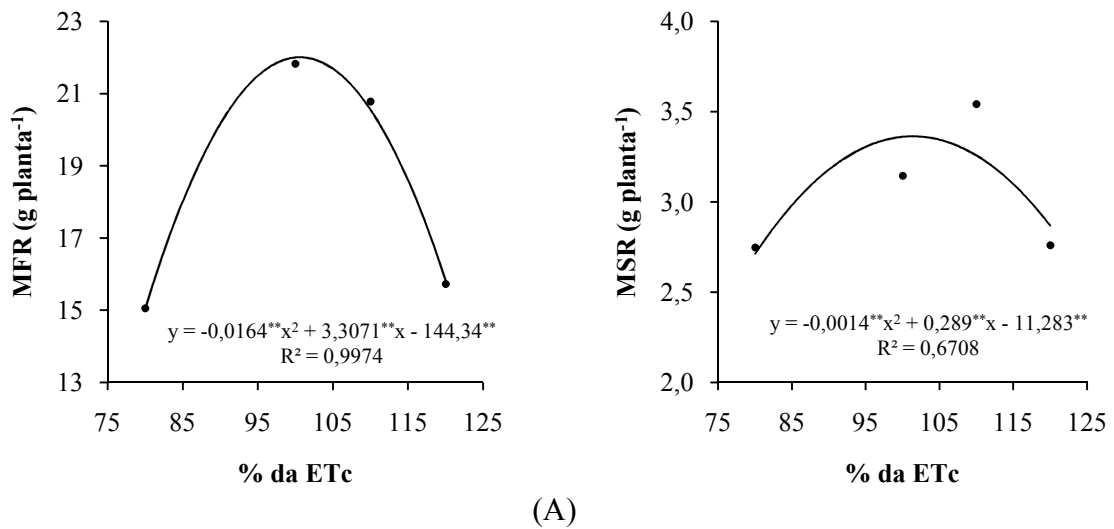 23
21
19
17
15
13
MFR (g planta⁻¹)
y = -0,0164**x² + 3,3071**x - 144,34**
R² = 0,9974
75 85 95 105 115 125
% da ETc
4,0
3,5
3,0
2,5
2,0
MSR (g planta⁻¹)
y = -0,0014**x² + 0,289**x - 11,283**
R² = 0,6708
75 85 95 105 115 125
% da ETc
(A)